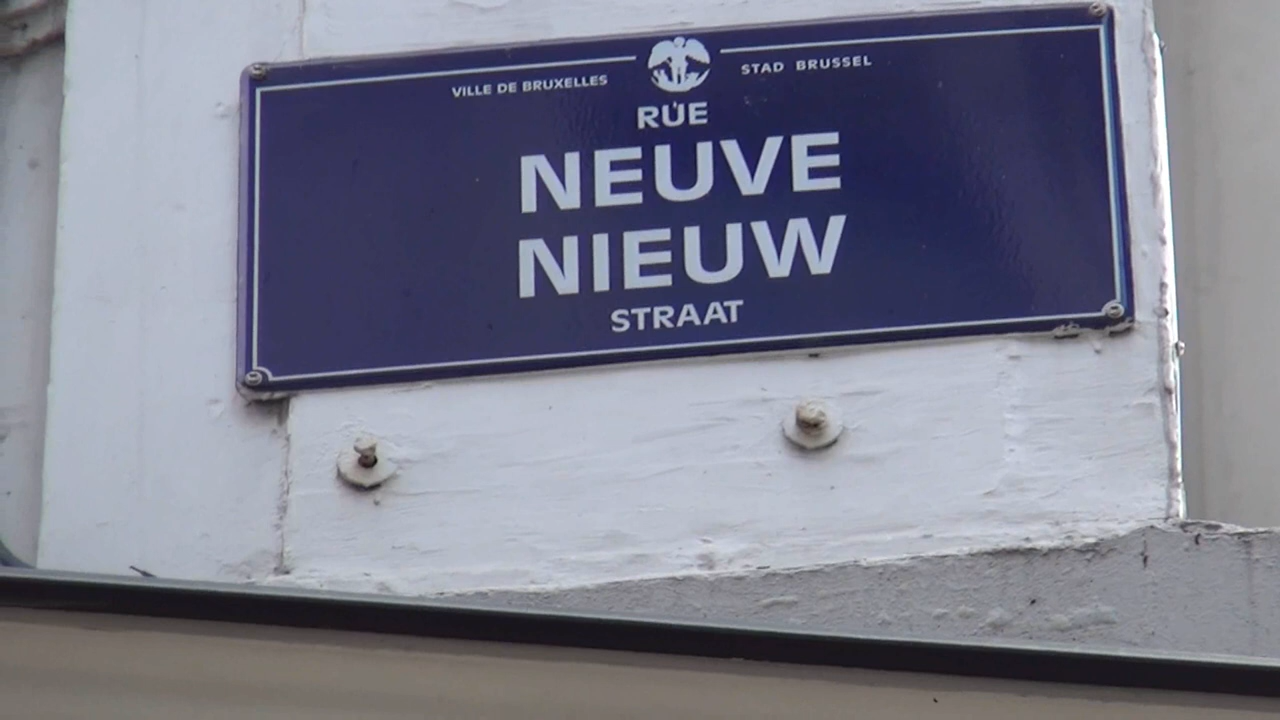 VILLE DE BRUXELLES STAD BRUSSEL
RUE
NEUVE
NIEUW
STRAAT